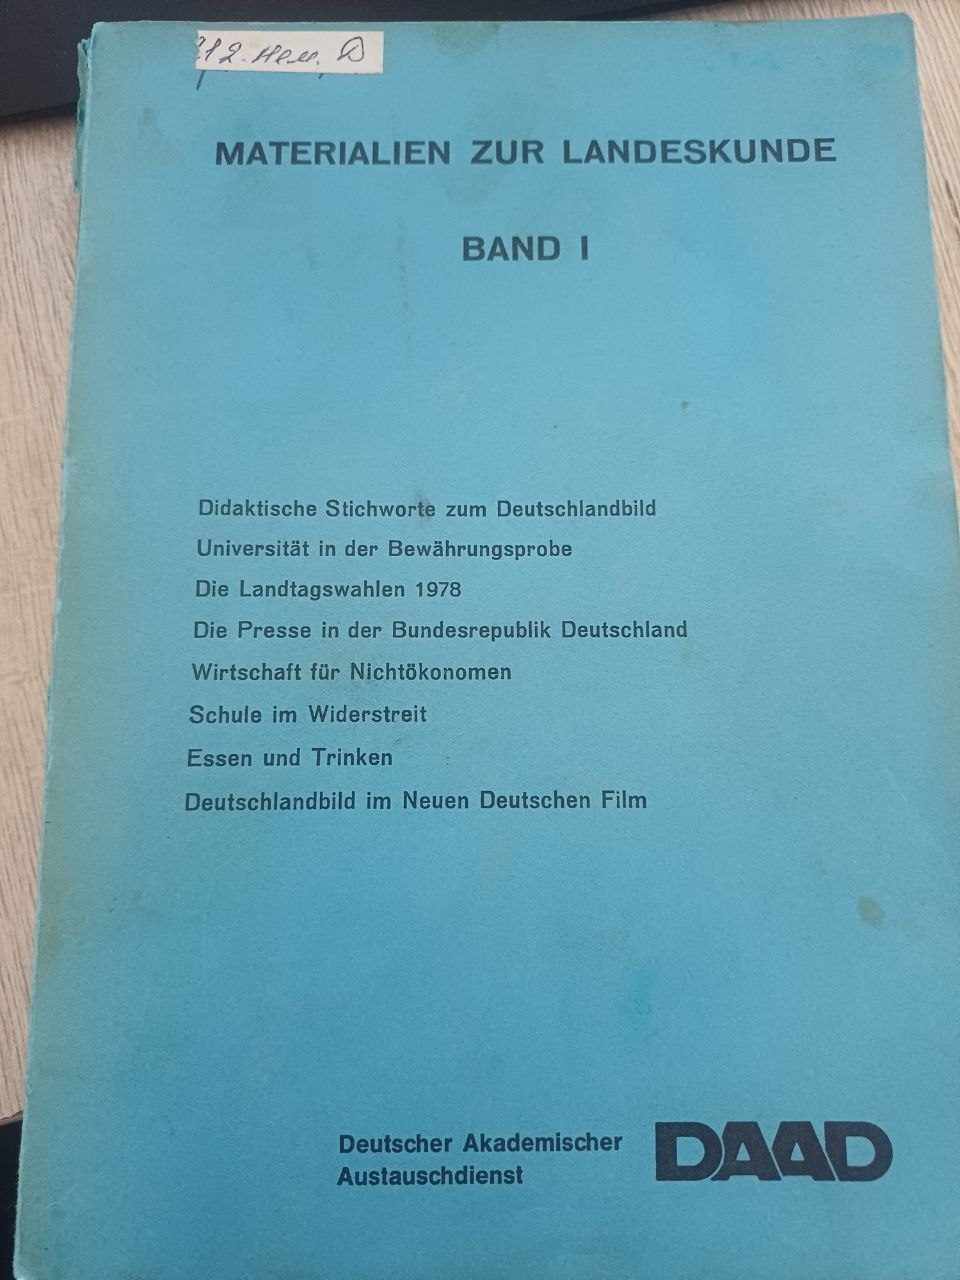 2. Нем. Д
MATERIALIEN ZUR LANDESKUNDE
BAND I
Didaktische Stichworte zum Deutschlandbild
Universität in der Bewährungsprobe
Die Landtagswahlen 1978
Die Presse in der Bundesrepublik Deutschland
Wirtschaft für Nichtökonomen
Schule im Widerstreit
Essen und Trinken
Deutschlandbild im Neuen Deutschen Film
Deutscher Akademischer
Austauschdienst
DAAD